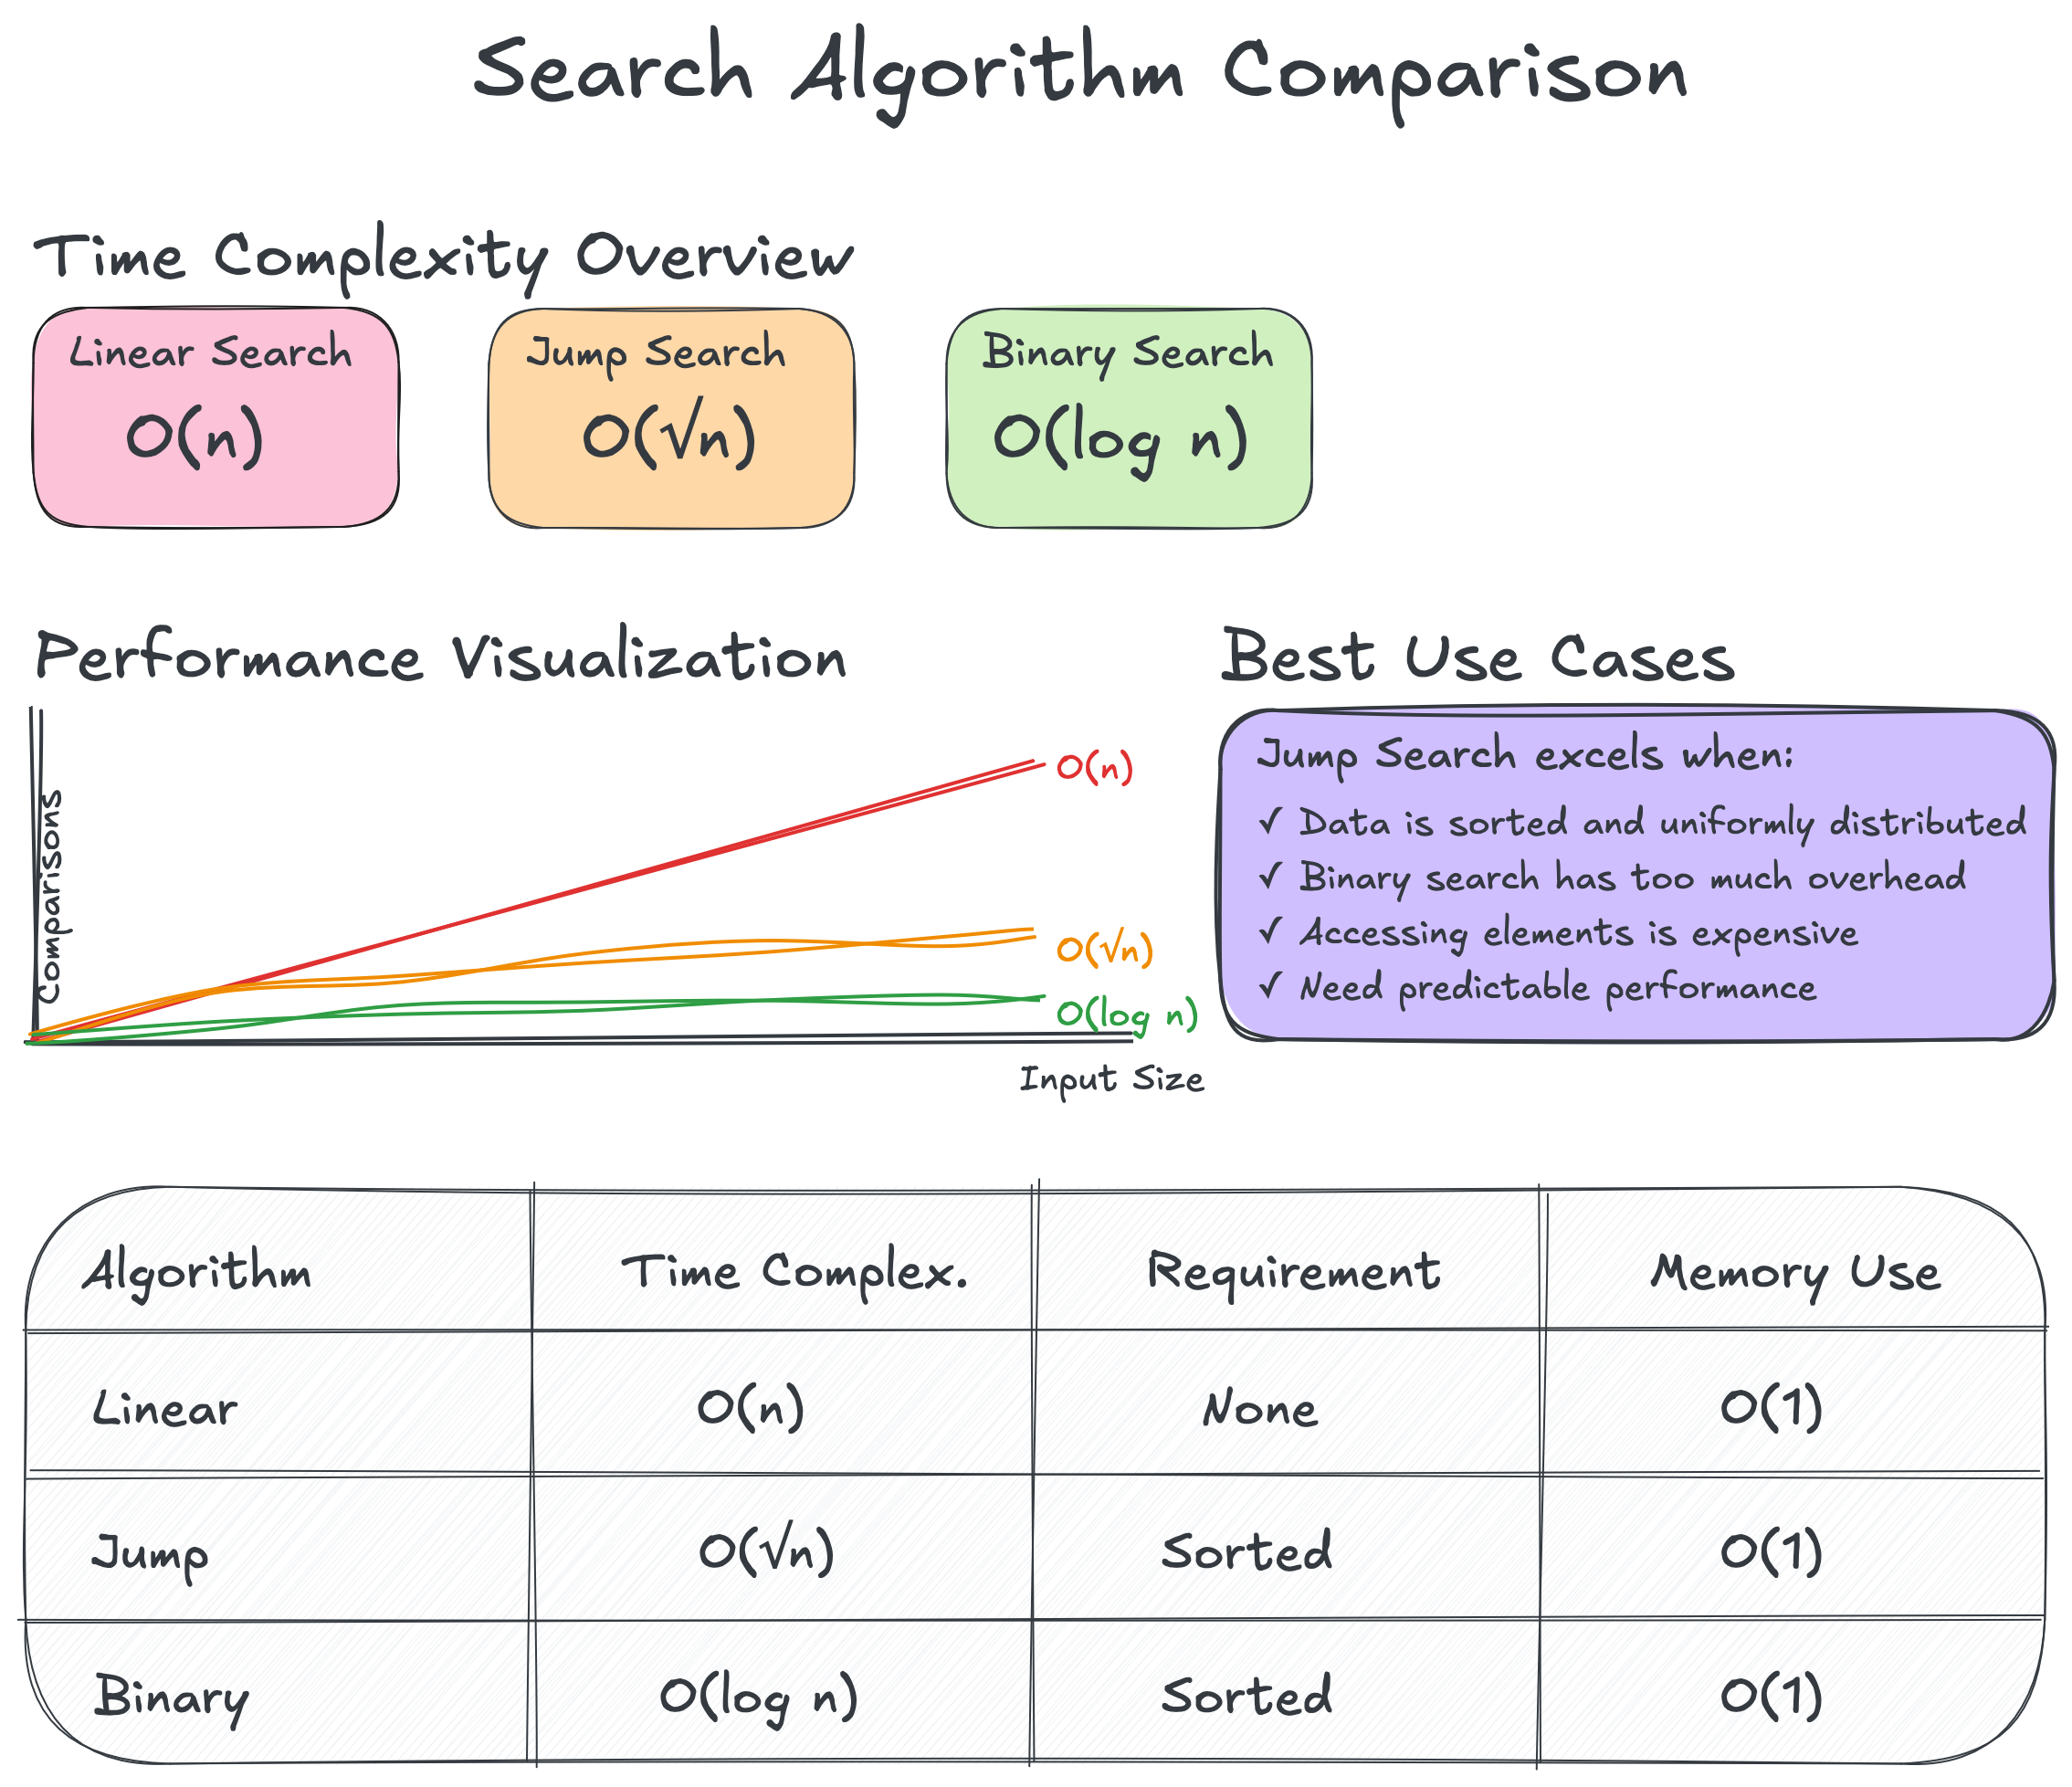 Search Algorithm Comparison
Time Complexity Overview
Linear Search
O(n)
Jump Search
O(√n)
Binary Search
O(log n)
Performance Visualization
Comparisons
O(n)
O(√n)
O(log n)
Input Size
Best Use Cases
Jump Search excels when:
✓ Data is sorted and uniformly distributed
✓ Binary search has too much overhead
✓ Accessing elements is expensive
✓ Need predictable performance
Algorithm Time Complex. Requirement Memory Use
Linear O(n) None O(1)
Jump O(√n) Sorted O(1)
Binary O(log n) Sorted O(1)